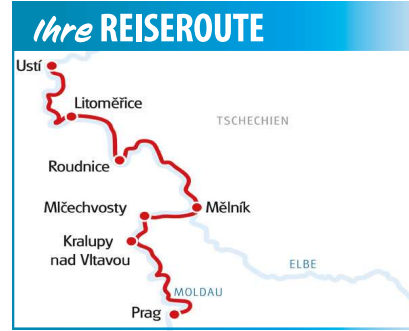 Ihre REISEROUTE
Ustí
Litoměřice
TSCHECHIEN
Roudnice
Mlčechvosty
Mělník
Kralupy
nad Vltavou
ELBE
MOLDAU
Prag